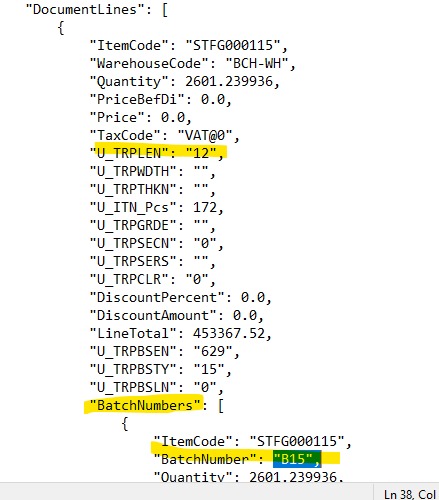 "DocumentLines": [
{
"ItemCode": "STFG000115",
"WarehouseCode": "BCH-WH",
"Quantity": 2601.239936,
"PriceBefDi": 0.0,
"Price": 0.0,
"TaxCode": "VAT@0",
"U_TRPLEN": "12",
"U_TRPWDTH": "",
"U_TRPTHKN": "",
"U_ITN_Pcs": 172,
"U_TRPGRDE": "",
"U_TRPSECN": "0",
"U_TRPSERS": "",
"U_TRPCLR": "0",
"DiscountPercent": 0.0,
"DiscountAmount": 0.0,
"LineTotal": 453367.52,
"U_TRPBSEN": "629",
"U_TRPBSTY": "15",
"U_TRPBSLN": "0",
"BatchNumbers": [
{
"ItemCode": "STFG000115",
"BatchNumber": "B15",
"Quantity": 2601.239936,
Ln 38, Col